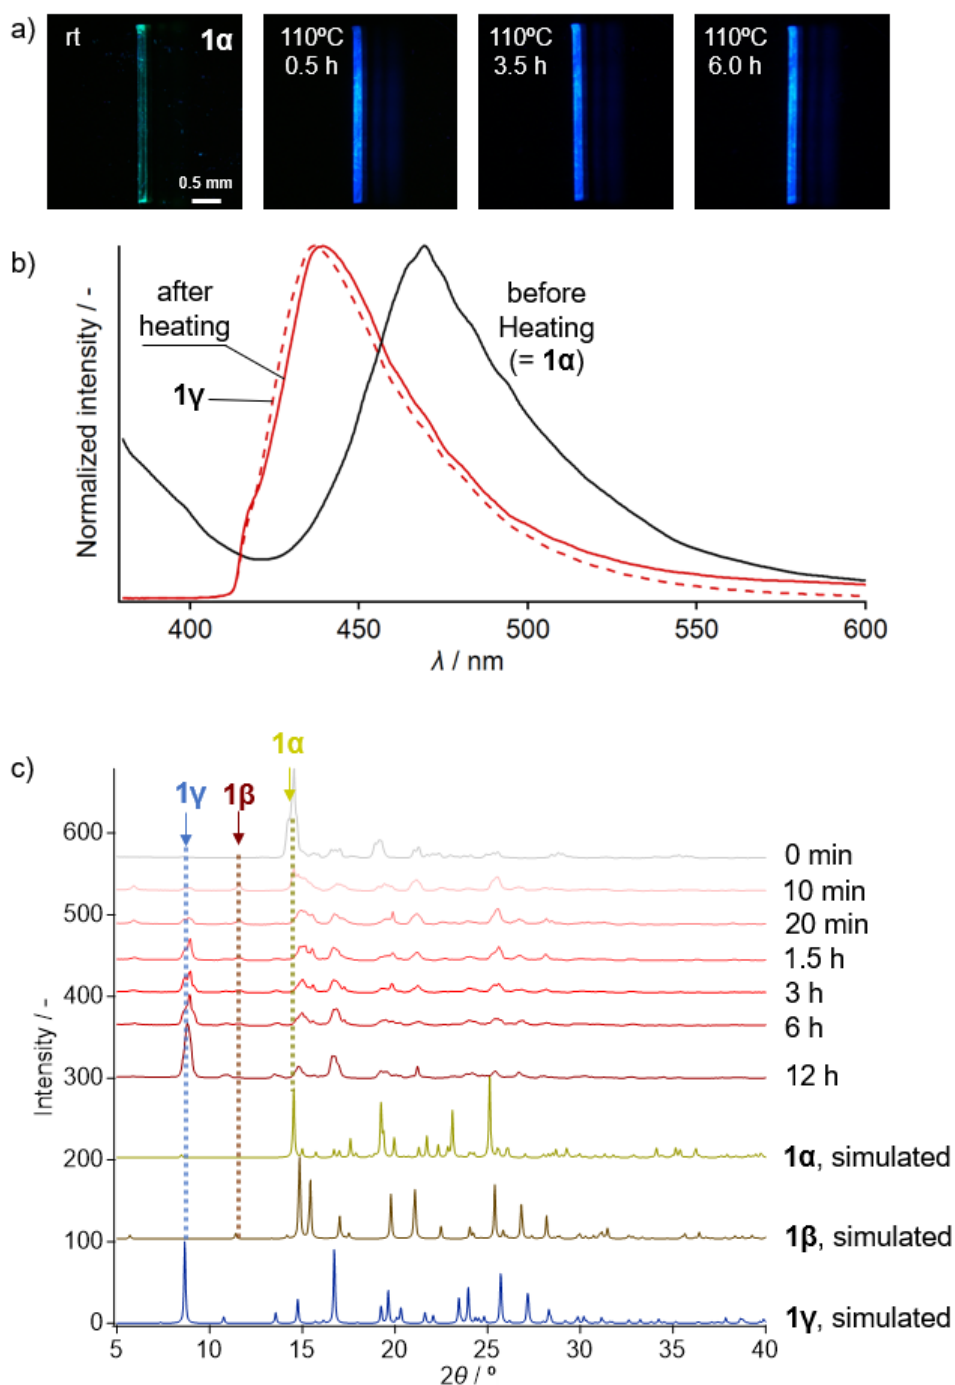 a)
rt
1α
0.5 mm
110ºC
0.5 h
110ºC
3.5 h
110ºC
6.0 h
b)
Normalized intensity / -
after
heating
1γ
before
Heating
(= 1α)
400
450
500
550
600
λ / nm
c)
1α
1γ
1β
Intensity / -
600
500
400
300
200
100
0
0 min
10 min
20 min
1.5 h
3 h
6 h
12 h
1α, simulated
1β, simulated
1γ, simulated
5
10
15
20
25
30
35
40
2θ / º